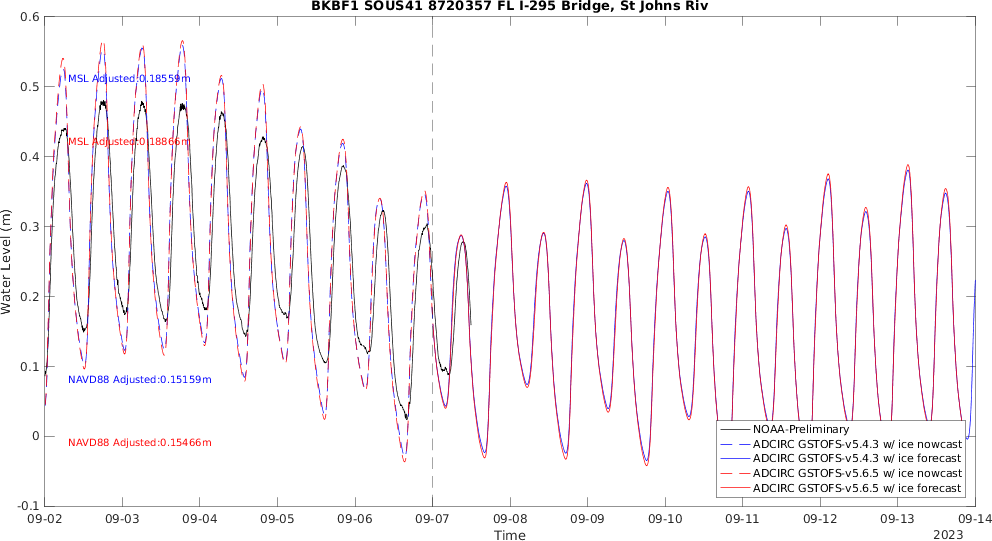 BKBF1 SOUS41 8720357 FL I-295 Bridge, St Johns Riv
0.6
0.5
0.4
0.3
0.2
0.1
0
-0.1
Water Level (m)
MSL Adjusted:0.18559m
MSL Adjusted:0.18866m
NAVD88 Adjusted:0.15159m
NAVD88 Adjusted:0.15466m
NOAA-Preliminary
ADCIRC GSTOFS-v5.4.3 w/ ice nowcast
ADCIRC GSTOFS-v5.4.3 w/ ice forecast
ADCIRC GSTOFS-v5.6.5 w/ ice nowcast
ADCIRC GSTOFS-v5.6.5 w/ ice forecast
09-02 09-03 09-04 09-05 09-06 09-07 09-08 09-09 09-10 09-11 09-12 09-13 09-14
Time
2023